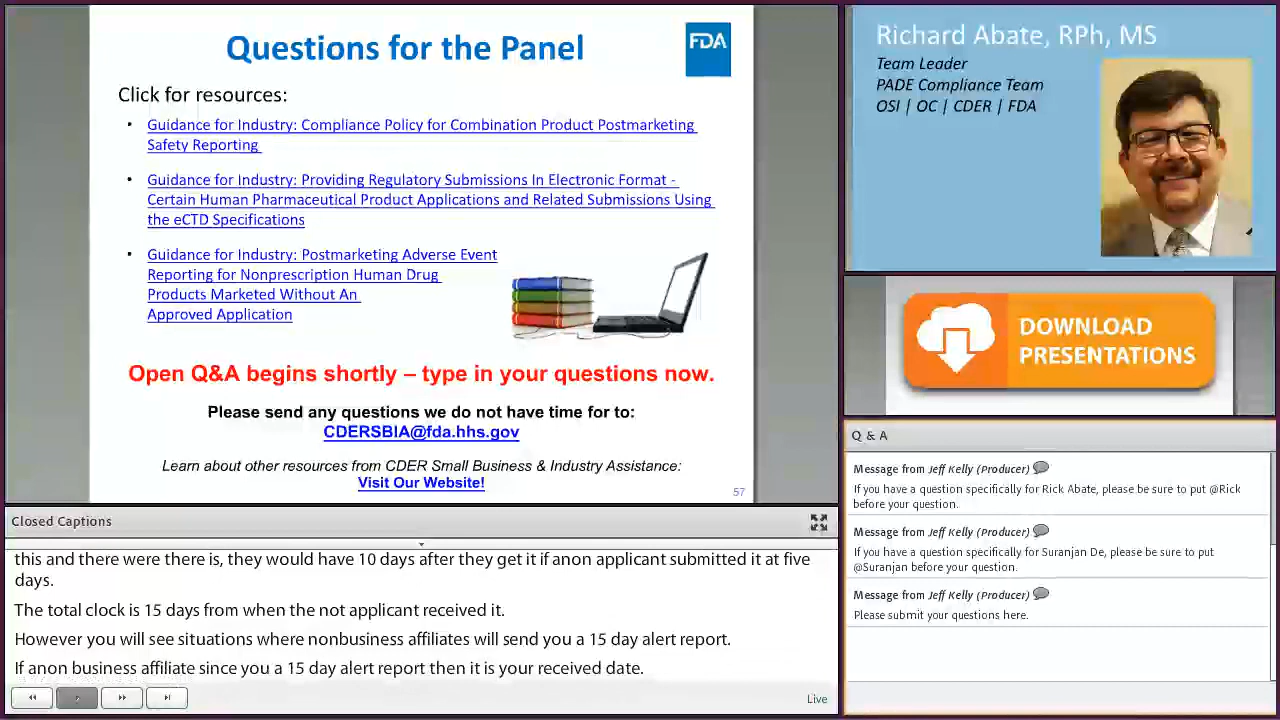 Questions for the Panel
FDA
Click for resources:
• Guidance for Industry: Compliance Policy for Combination Product Postmarketing
Safety Reporting
• Guidance for Industry: Providing Regulatory Submissions In Electronic Format -
Certain Human Pharmaceutical Product Applications and Related Submissions Using
the eCTD Specifications
• Guidance for Industry: Postmarketing Adverse Event
Reporting for Nonprescription Human Drug
Products Marketed Without An
Approved Application
Open Q&A begins shortly – type in your questions now.
Please send any questions we do not have time for to:
CDERSBIA@fda.hhs.gov
Learn about other resources from CDER Small Business & Industry Assistance:
Visit Our Website!
57
Closed Captions
this and there were there is, they would have 10 days after they get it if anon applicant submitted it at five
days.
The total clock is 15 days from when the not applicant received it.
However you will see situations where nonbusiness affiliates will send you a 15 day alert report.
If anon business affiliate since you a 15 day alert report then it is your received date.
Live
Richard Abate, RPh, MS
Team Leader
PADE Compliance Team
OSI | OC | CDER | FDA
DOWNLOAD
PRESENTATIONS
Q & A
Message from Jeff Kelly (Producer)
If you have a question specifically for Rick Abate, please be sure to put @Rick
before your question.
Message from Jeff Kelly (Producer)
If you have a question specifically for Suranjan De, please be sure to put
@Suranjan before your question.
Message from Jeff Kelly (Producer)
Please submit your questions here.